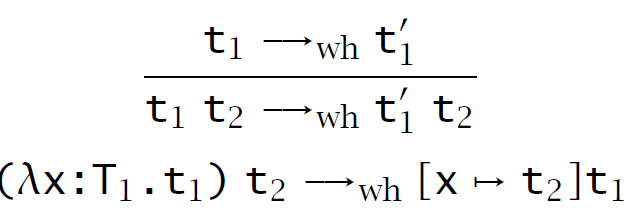 t₁ ⟶wh t₁′
t₁ t₂ ⟶wh t₁′ t₂
(λx:T₁.t₁) t₂ ⟶wh [x ↦ t₂]t₁